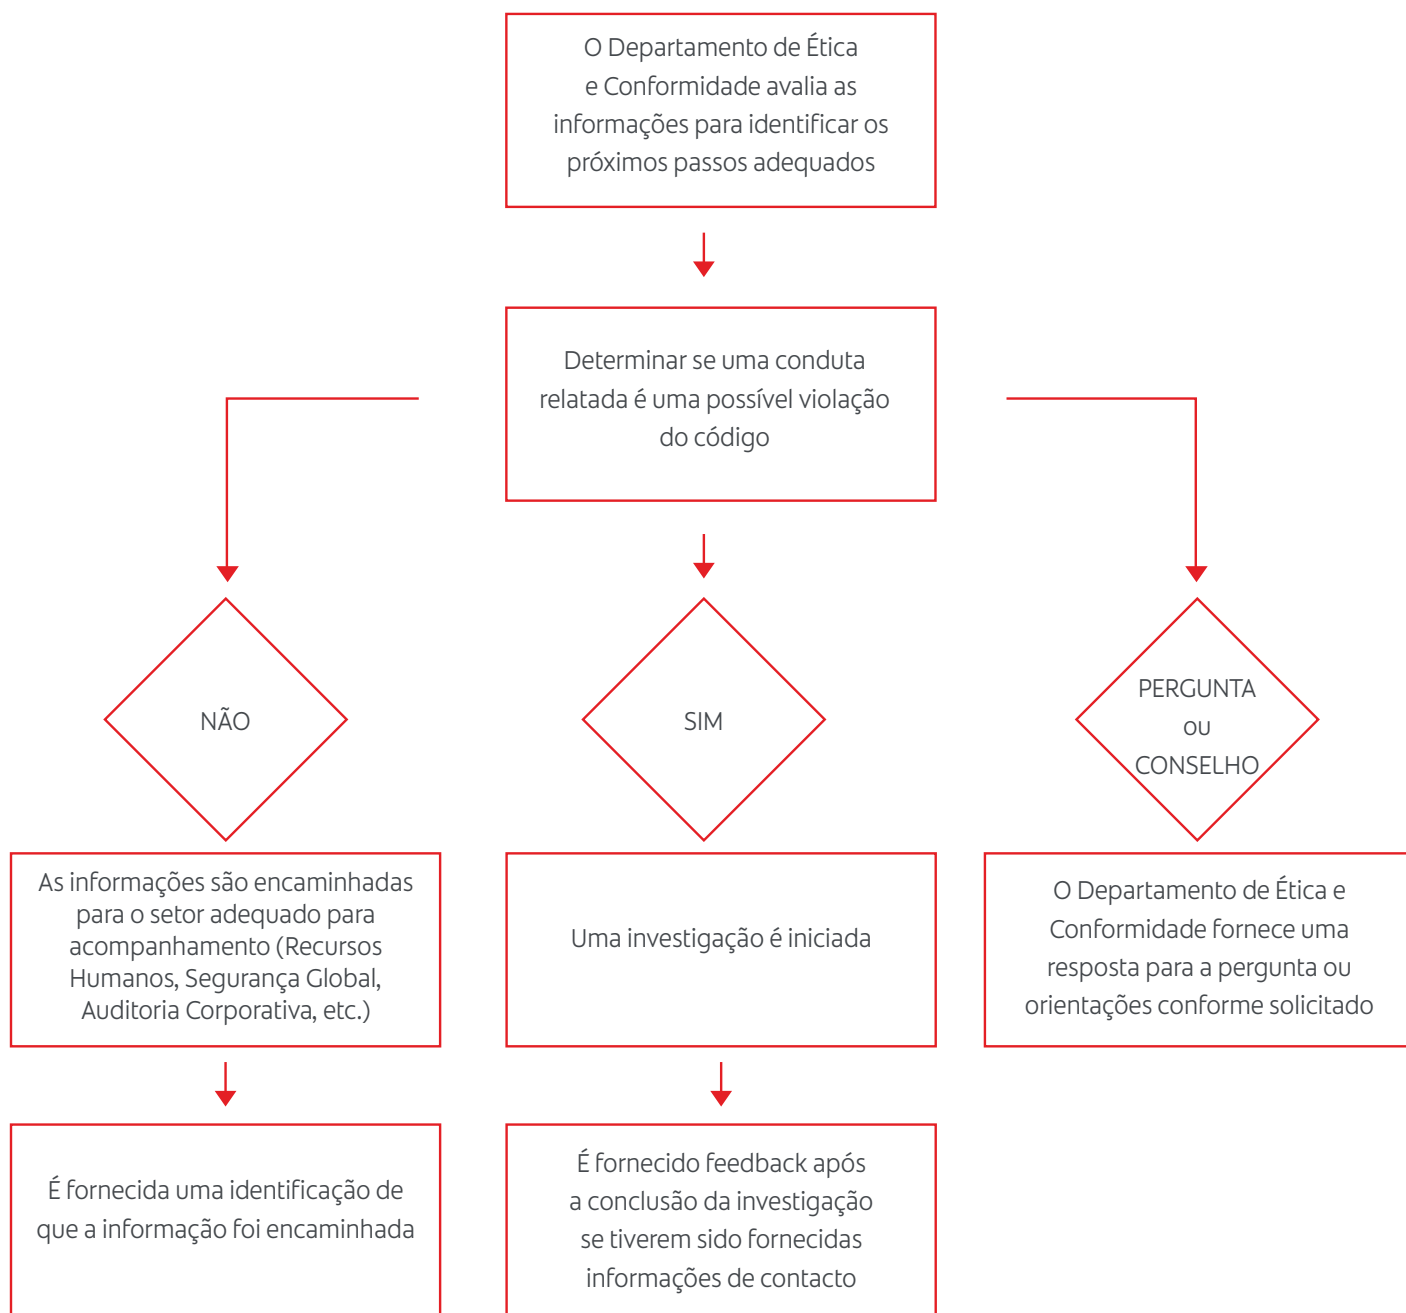 O Departamento de Ética
e Conformidade avalia as
informações para identificar os
próximos passos adequados
Determinar se uma conduta
relatada é uma possível violação
do código
NÃO
SIM
PERGUNTA
ou
CONSELHO
As informações são encaminhadas
para o setor adequado para
acompanhamento (Recursos
Humanos, Segurança Global,
Auditoria Corporativa, etc.)
Uma investigação é iniciada
O Departamento de Ética e
Conformidade fornece uma
resposta para a pergunta ou
orientações conforme solicitado
É fornecida uma identificação de
que a informação foi encaminhada
É fornecido feedback após
a conclusão da investigação
se tiverem sido fornecidas
informações de contacto